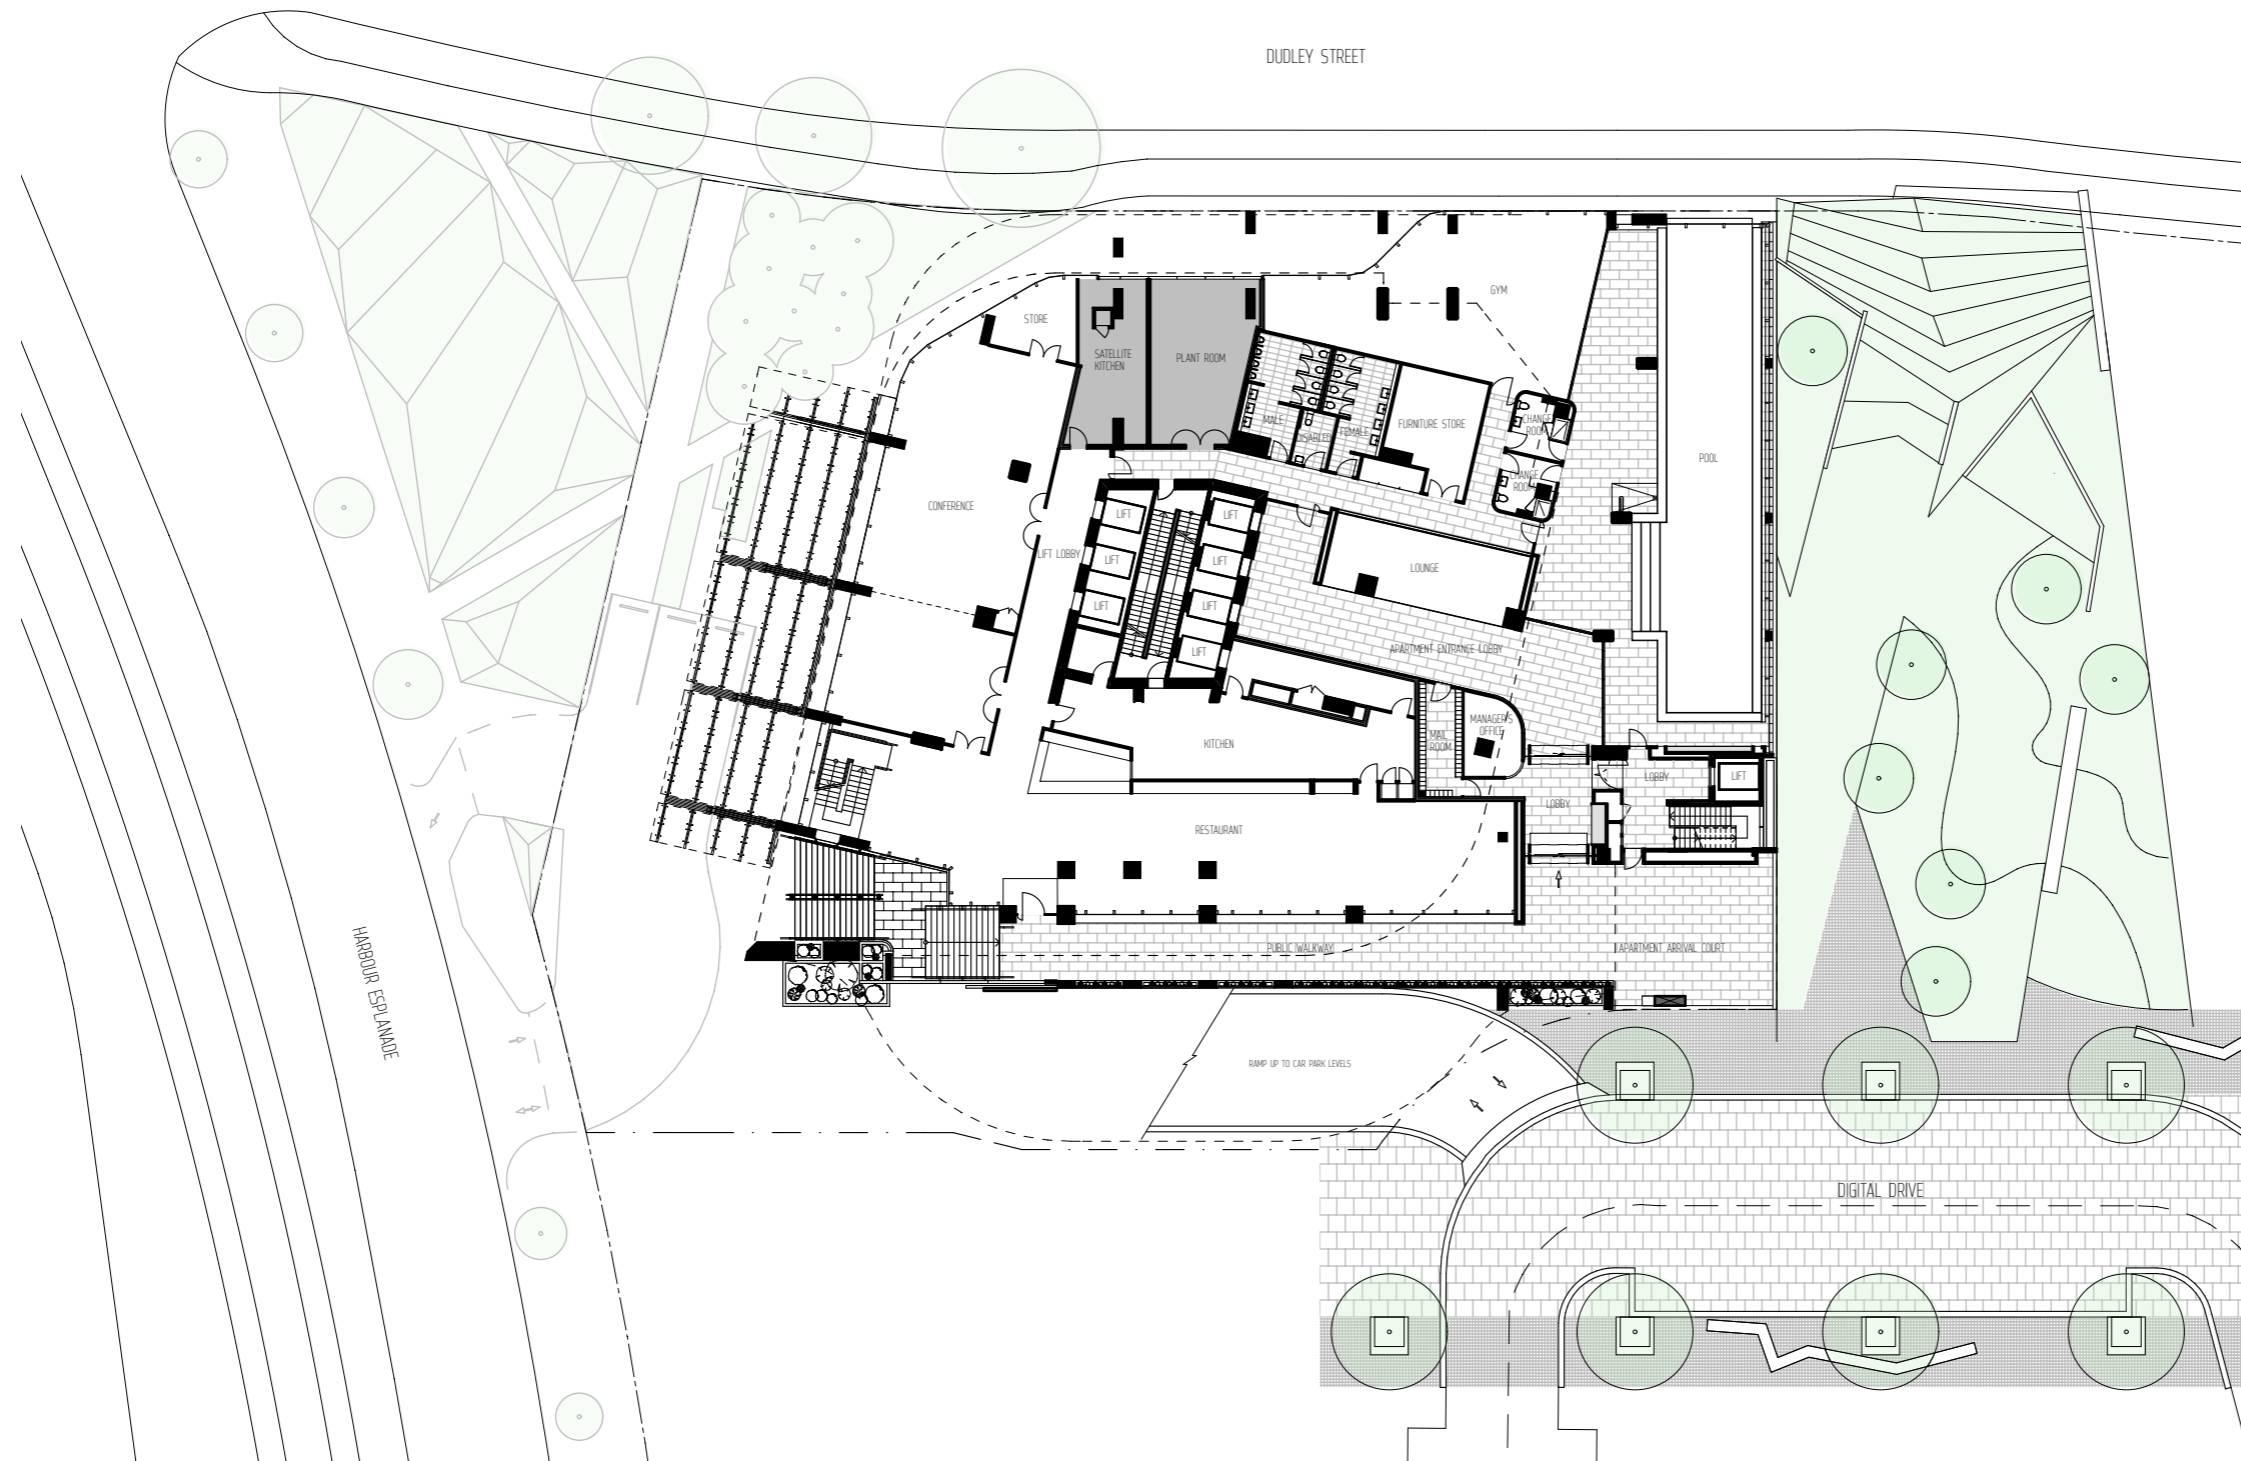 DUDLEY STREET
GYM
STORE
SATELLITE
KITCHEN
PLANT ROOM
MALE
DISABLED
FEMALE
FURNITURE STORE
CHANGE
ROOM
CHANGE
ROOM
POOL
CONFERENCE
LIFT LOBBY
LIFT
LIFT
LIFT
LIFT
LIFT
LIFT
LIFT
LOUNGE
APARTMENT ENTRANCE LOBBY
KITCHEN
MAIL
ROOM
MANAGER'S
OFFICE
LOBBY
LOBBY
LIFT
RESTAURANT
PUBLIC WALKWAY
APARTMENT ARRIVAL COURT
HARBOUR ESPLANADE
RAMP UP TO CAR PARK LEVELS
DIGITAL DRIVE